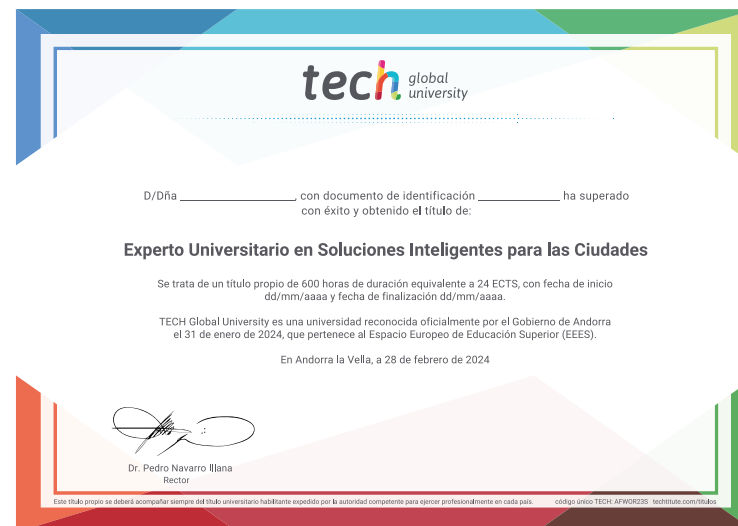 tech global university
D/Dña ____________, con documento de identificación ____________ ha superado
con éxito y obtenido el título de:
Experto Universitario en Soluciones Inteligentes para las Ciudades
Se trata de un título propio de 600 horas de duración equivalente a 24 ECTS, con fecha de inicio
dd/mm/aaaa y fecha de finalización dd/mm/aaaa.
TECH Global University es una universidad reconocida oficialmente por el Gobierno de Andorra
el 31 de enero de 2024, que pertenece al Espacio Europeo de Educación Superior (EEES).
En Andorra la Vella, a 28 de febrero de 2024
Dr. Pedro Navarro Illana
Rector
Este título propio se deberá acompañar siempre del título universitario habilitante expedido por la autoridad competente para ejercer profesionalmente en cada país. código único TECH: AFWOR23S techtitute.com/titulos